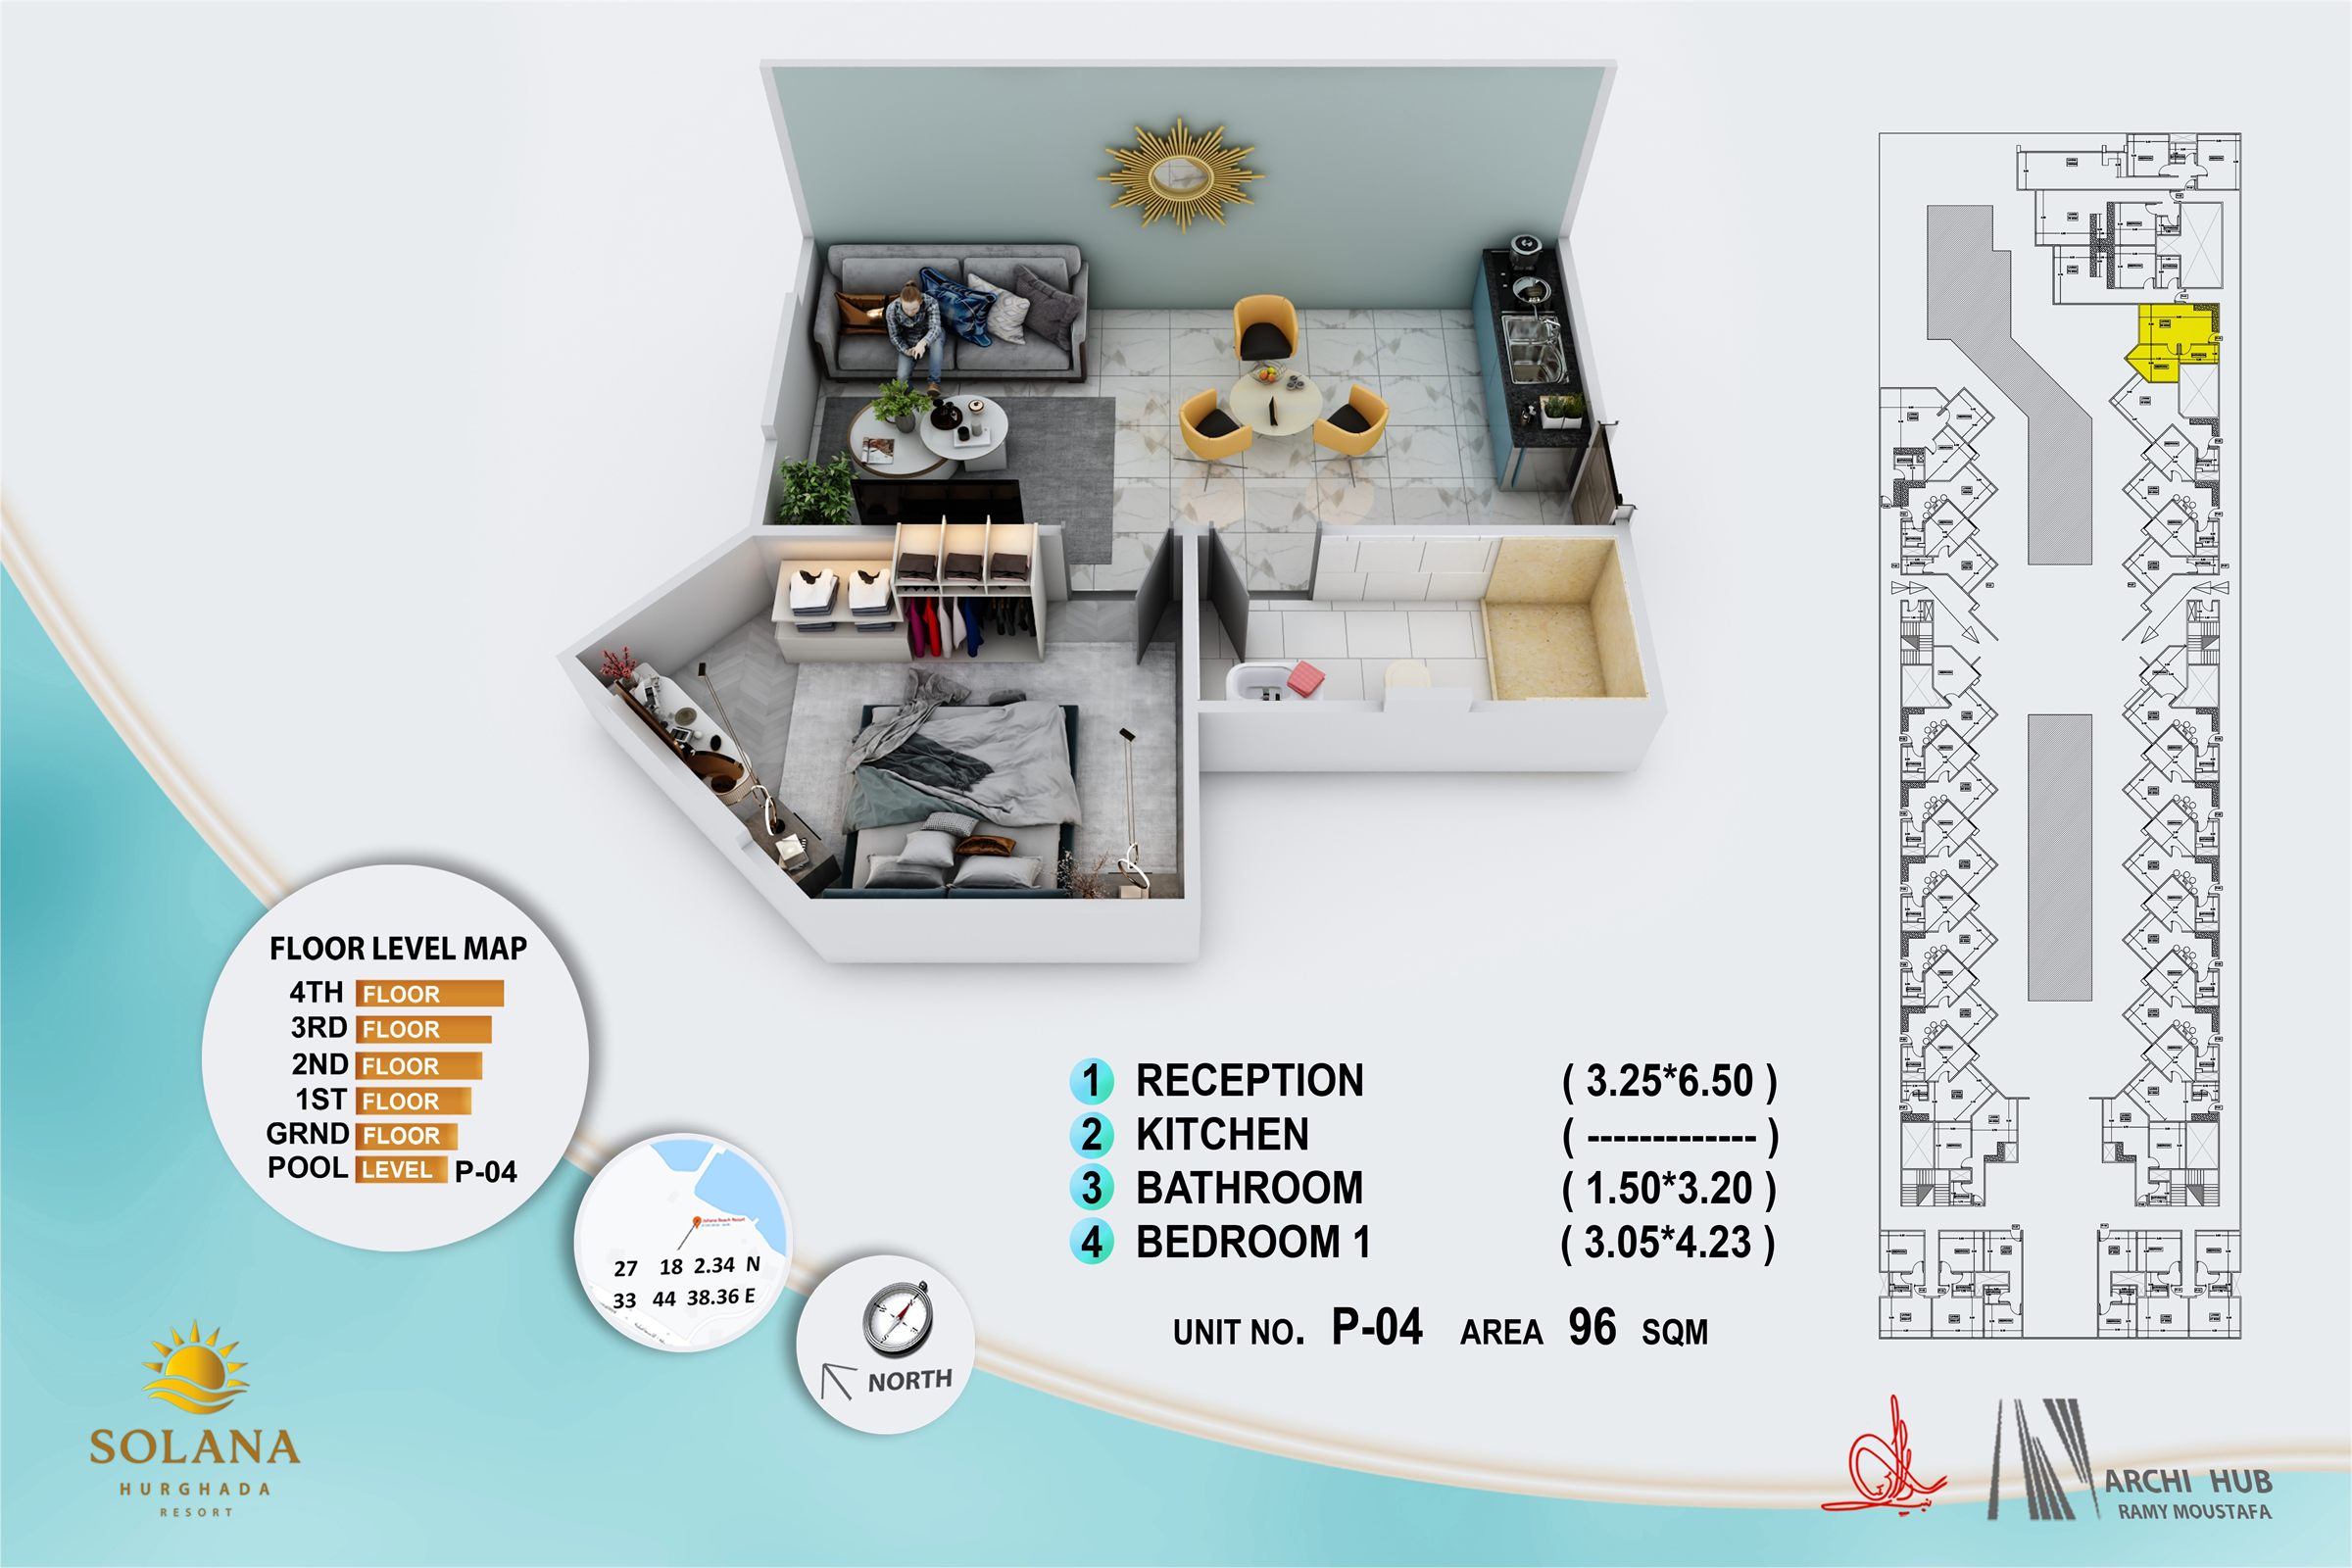 FLOOR LEVEL MAP
4TH FLOOR
3RD FLOOR
2ND FLOOR
1ST FLOOR
GRND FLOOR
POOL LEVEL P-04
27 18 2.34 N
33 44 38.36 E
NORTH
1 RECEPTION ( 3.25*6.50 )
2 KITCHEN ( ------------- )
3 BATHROOM ( 1.50*3.20 )
4 BEDROOM 1 ( 3.05*4.23 )
UNIT NO. P-04 AREA 96 SQM
SOLANA
HURGHADA
RESORT
ARCHI HUB
RAMY MOUSTAFA